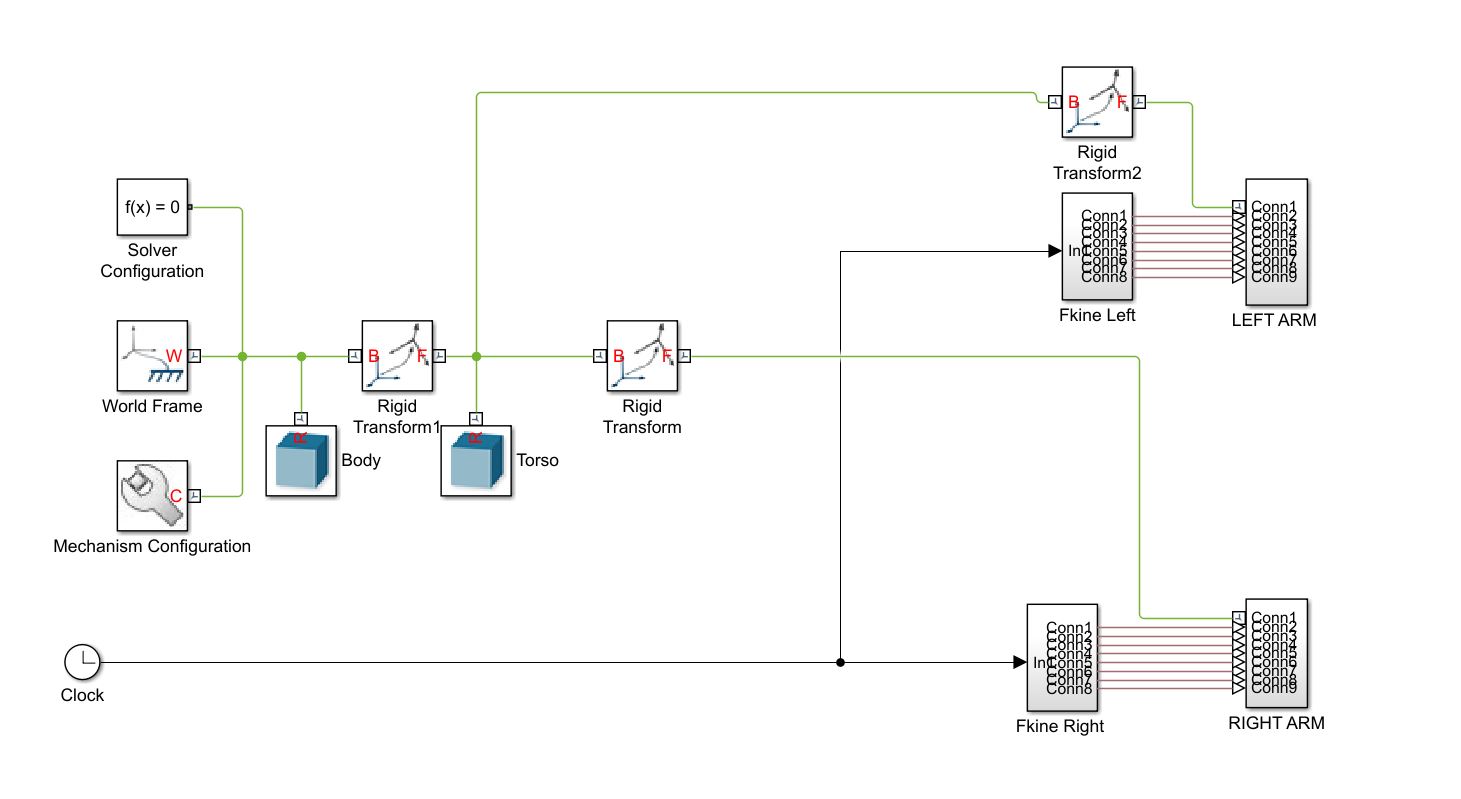 B
F
Rigid
Transform2
f(x) = 0
Solver
Configuration
Conn1
Conn2
Conn3
Conn4
In1
Conn5
Conn6
Conn7
Conn8
Fkine Left
Conn1
Conn2
Conn3
Conn4
Conn5
Conn6
Conn7
Conn8
Conn9
LEFT ARM
W
World Frame
B
F
Rigid
Transform1
B
F
Rigid
Transform
R
Body
R
Torso
C
Mechanism Configuration
Clock
Conn1
Conn2
Conn3
Conn4
In1
Conn5
Conn6
Conn7
Conn8
Fkine Right
Conn1
Conn2
Conn3
Conn4
Conn5
Conn6
Conn7
Conn8
Conn9
RIGHT ARM